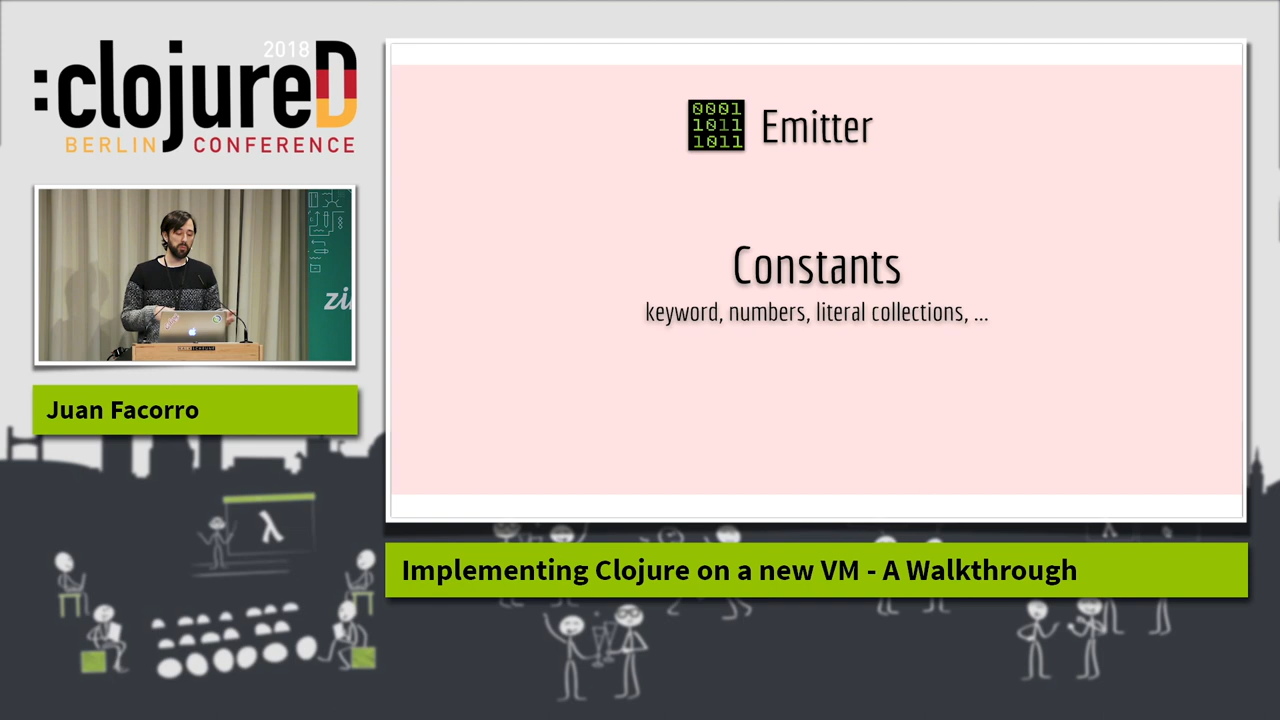 2018
:clojureD
BERLIN CONFERENCE
0001
1011
1011
Emitter
Constants
keyword, numbers, literal collections, ...
zi
Juan Facorro
λ
Implementing Clojure on a new VM - A Walkthrough